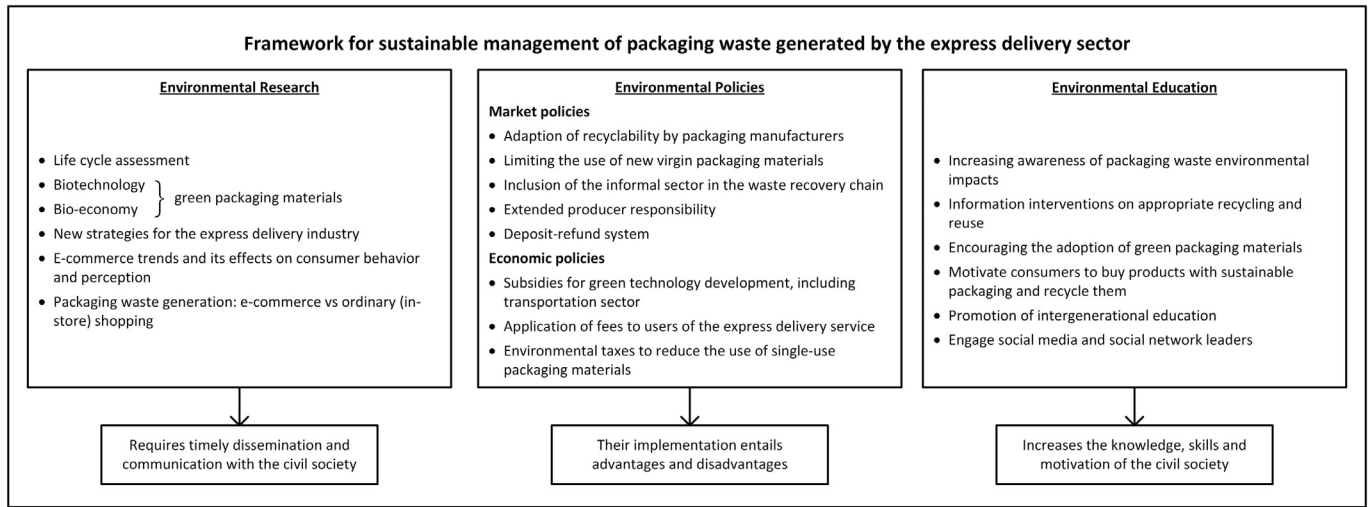 Framework for sustainable management of packaging waste generated by the express delivery sector
Environmental Research
• Life cycle assessment
• Biotechnology
• Bio-economy
green packaging materials
• New strategies for the express delivery industry
• E-commerce trends and its effects on consumer behavior
and perception
• Packaging waste generation: e-commerce vs ordinary (in-
store) shopping
Requires timely dissemination and
communication with the civil society
Environmental Policies
Market policies
• Adaption of recyclability by packaging manufacturers
• Limiting the use of new virgin packaging materials
• Inclusion of the informal sector in the waste recovery chain
• Extended producer responsibility
• Deposit-refund system
Economic policies
• Subsidies for green technology development, including
transportation sector
• Application of fees to users of the express delivery service
• Environmental taxes to reduce the use of single-use
packaging materials
Their implementation entails
advantages and disadvantages
Environmental Education
• Increasing awareness of packaging waste environmental
impacts
• Information interventions on appropriate recycling and
reuse
• Encouraging the adoption of green packaging materials
• Motivate consumers to buy products with sustainable
packaging and recycle them
• Promotion of intergenerational education
• Engage social media and social network leaders
Increases the knowledge, skills and
motivation of the civil society